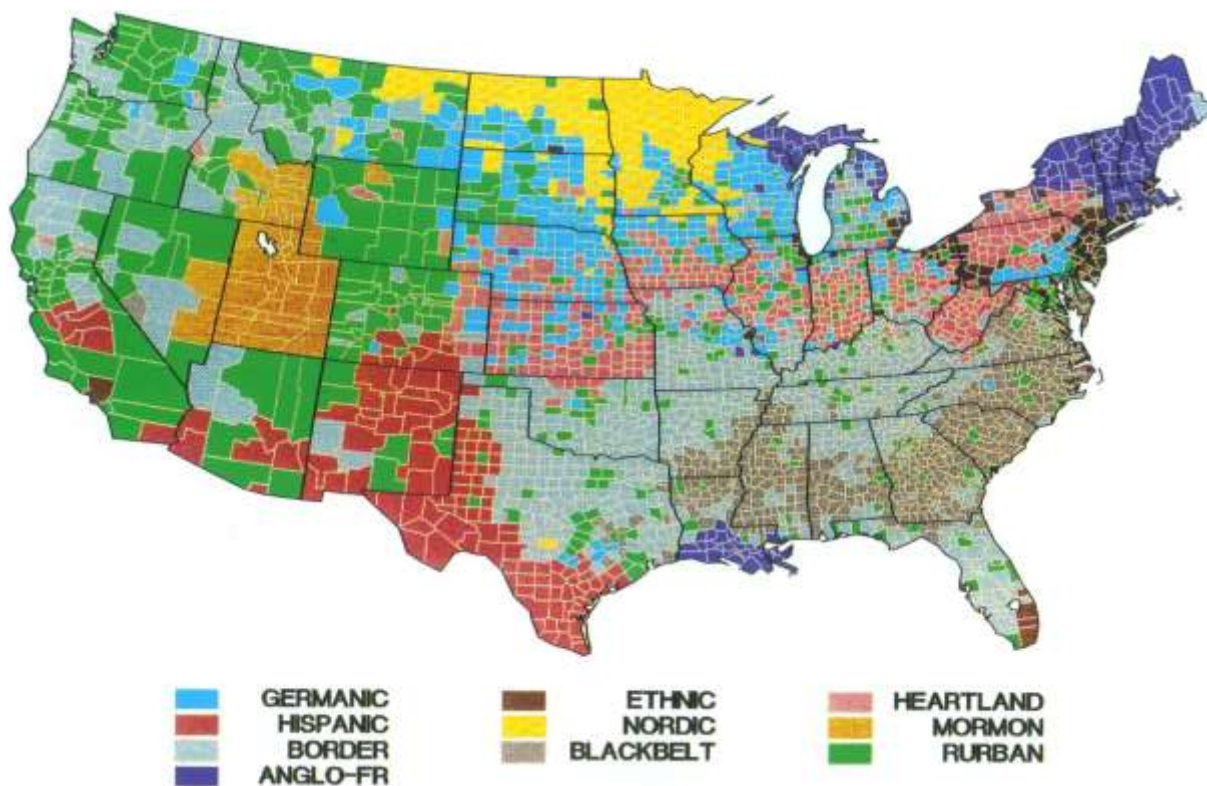 GERMANIC
HISPANIC
BORDER
ANGLO-FR
ETHNIC
NORDIC
BLACKBELT
HEARTLAND
MORMON
RURBAN